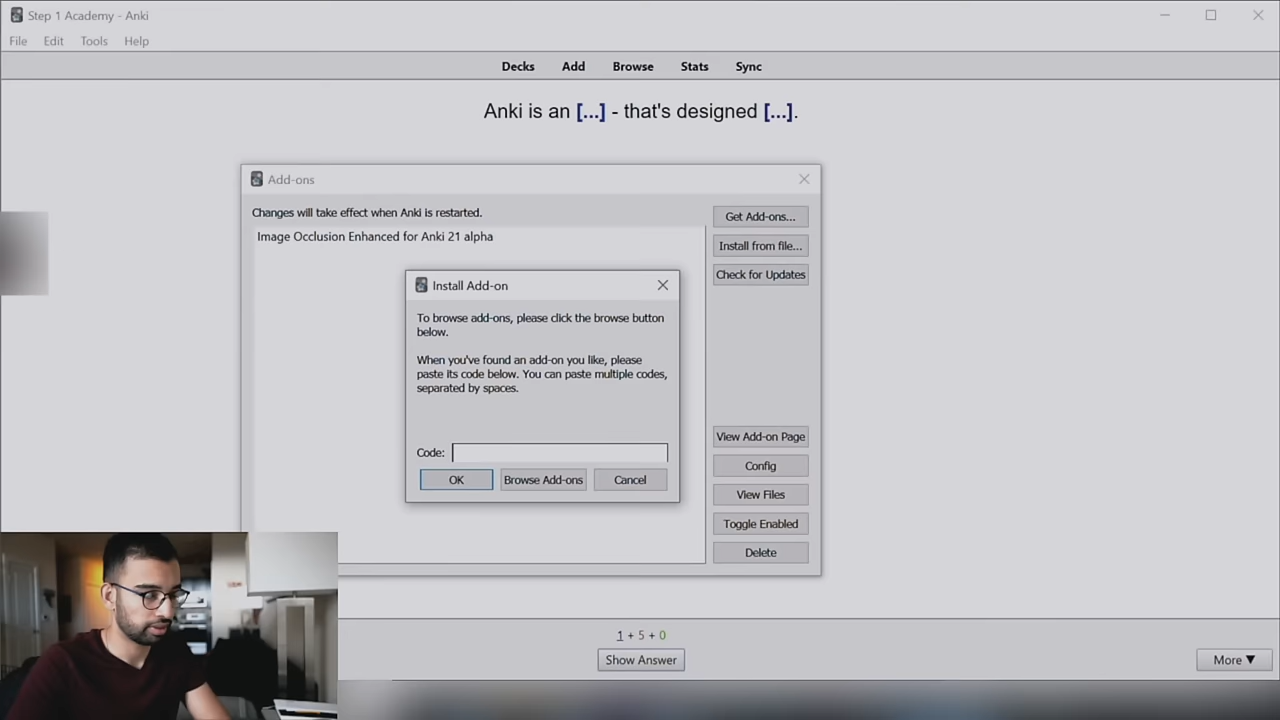 Step 1 Academy - Anki
File Edit Tools Help
Decks Add Browse Stats Sync
Anki is an [...] - that's designed [...].
Add-ons
Changes will take effect when Anki is restarted.
Get Add-ons...
Image Occlusion Enhanced for Anki 21 alpha
Install from file...
Check for Updates
Install Add-on
To browse add-ons, please click the browse button
below.
When you've found an add-on you like, please
paste its code below. You can paste multiple codes,
separated by spaces.
Code:
OK Browse Add-ons Cancel
View Add-on Page
Config
View Files
Toggle Enabled
Delete
1 + 5 + 0
Show Answer
More ▼